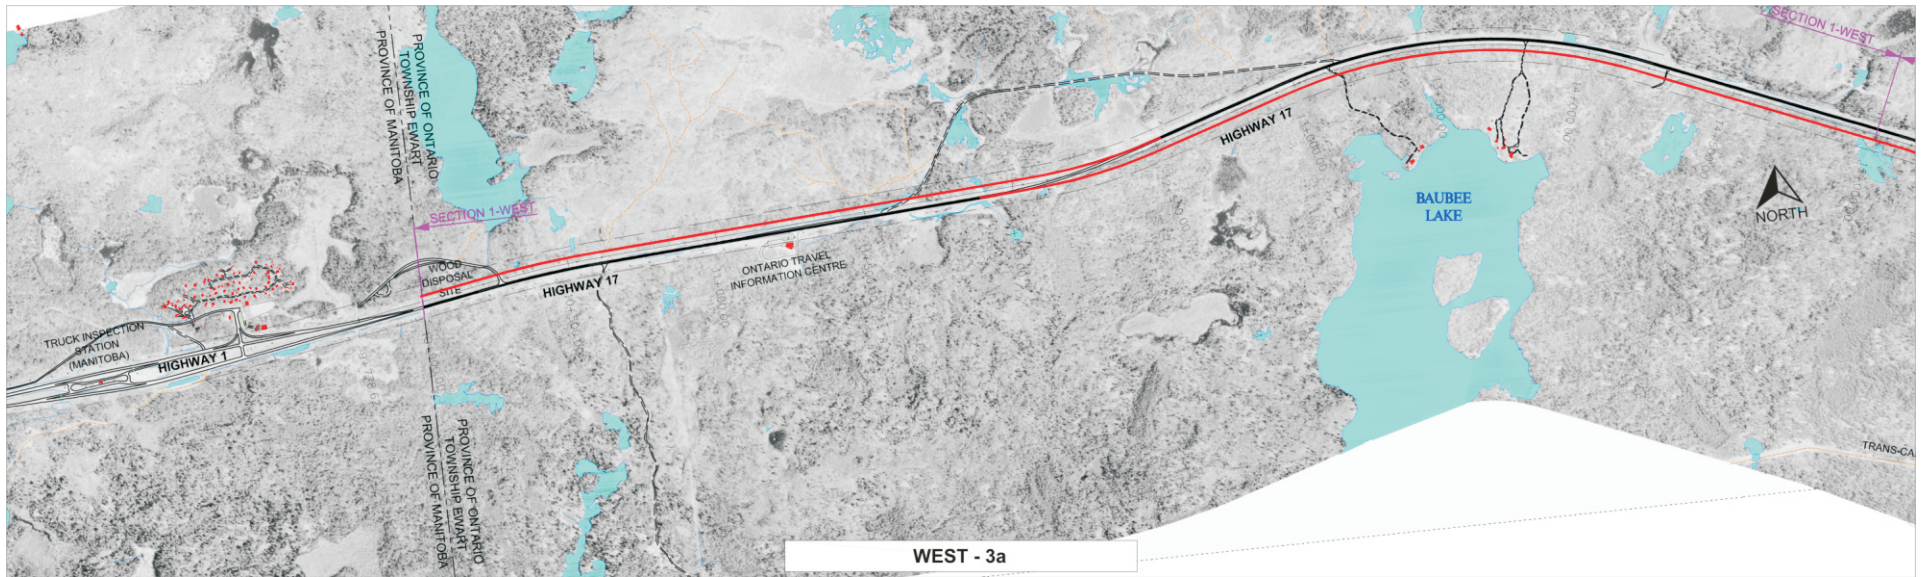 SECTION 1-WEST
PROVINCE OF ONTARIO
TOWNSHIP EWART
PROVINCE OF MANITOBA
HIGHWAY 17
BAUBEE
LAKE
NORTH
SECTION 1-WEST
WOOD
DISPOSAL
SITE
ONTARIO TRAVEL
INFORMATION CENTRE
HIGHWAY 17
TRUCK INSPECTION
STATION
(MANITOBA)
HIGHWAY 1
PROVINCE OF ONTARIO
TOWNSHIP EWART
PROVINCE OF MANITOBA
TRANS-CA
WEST - 3a